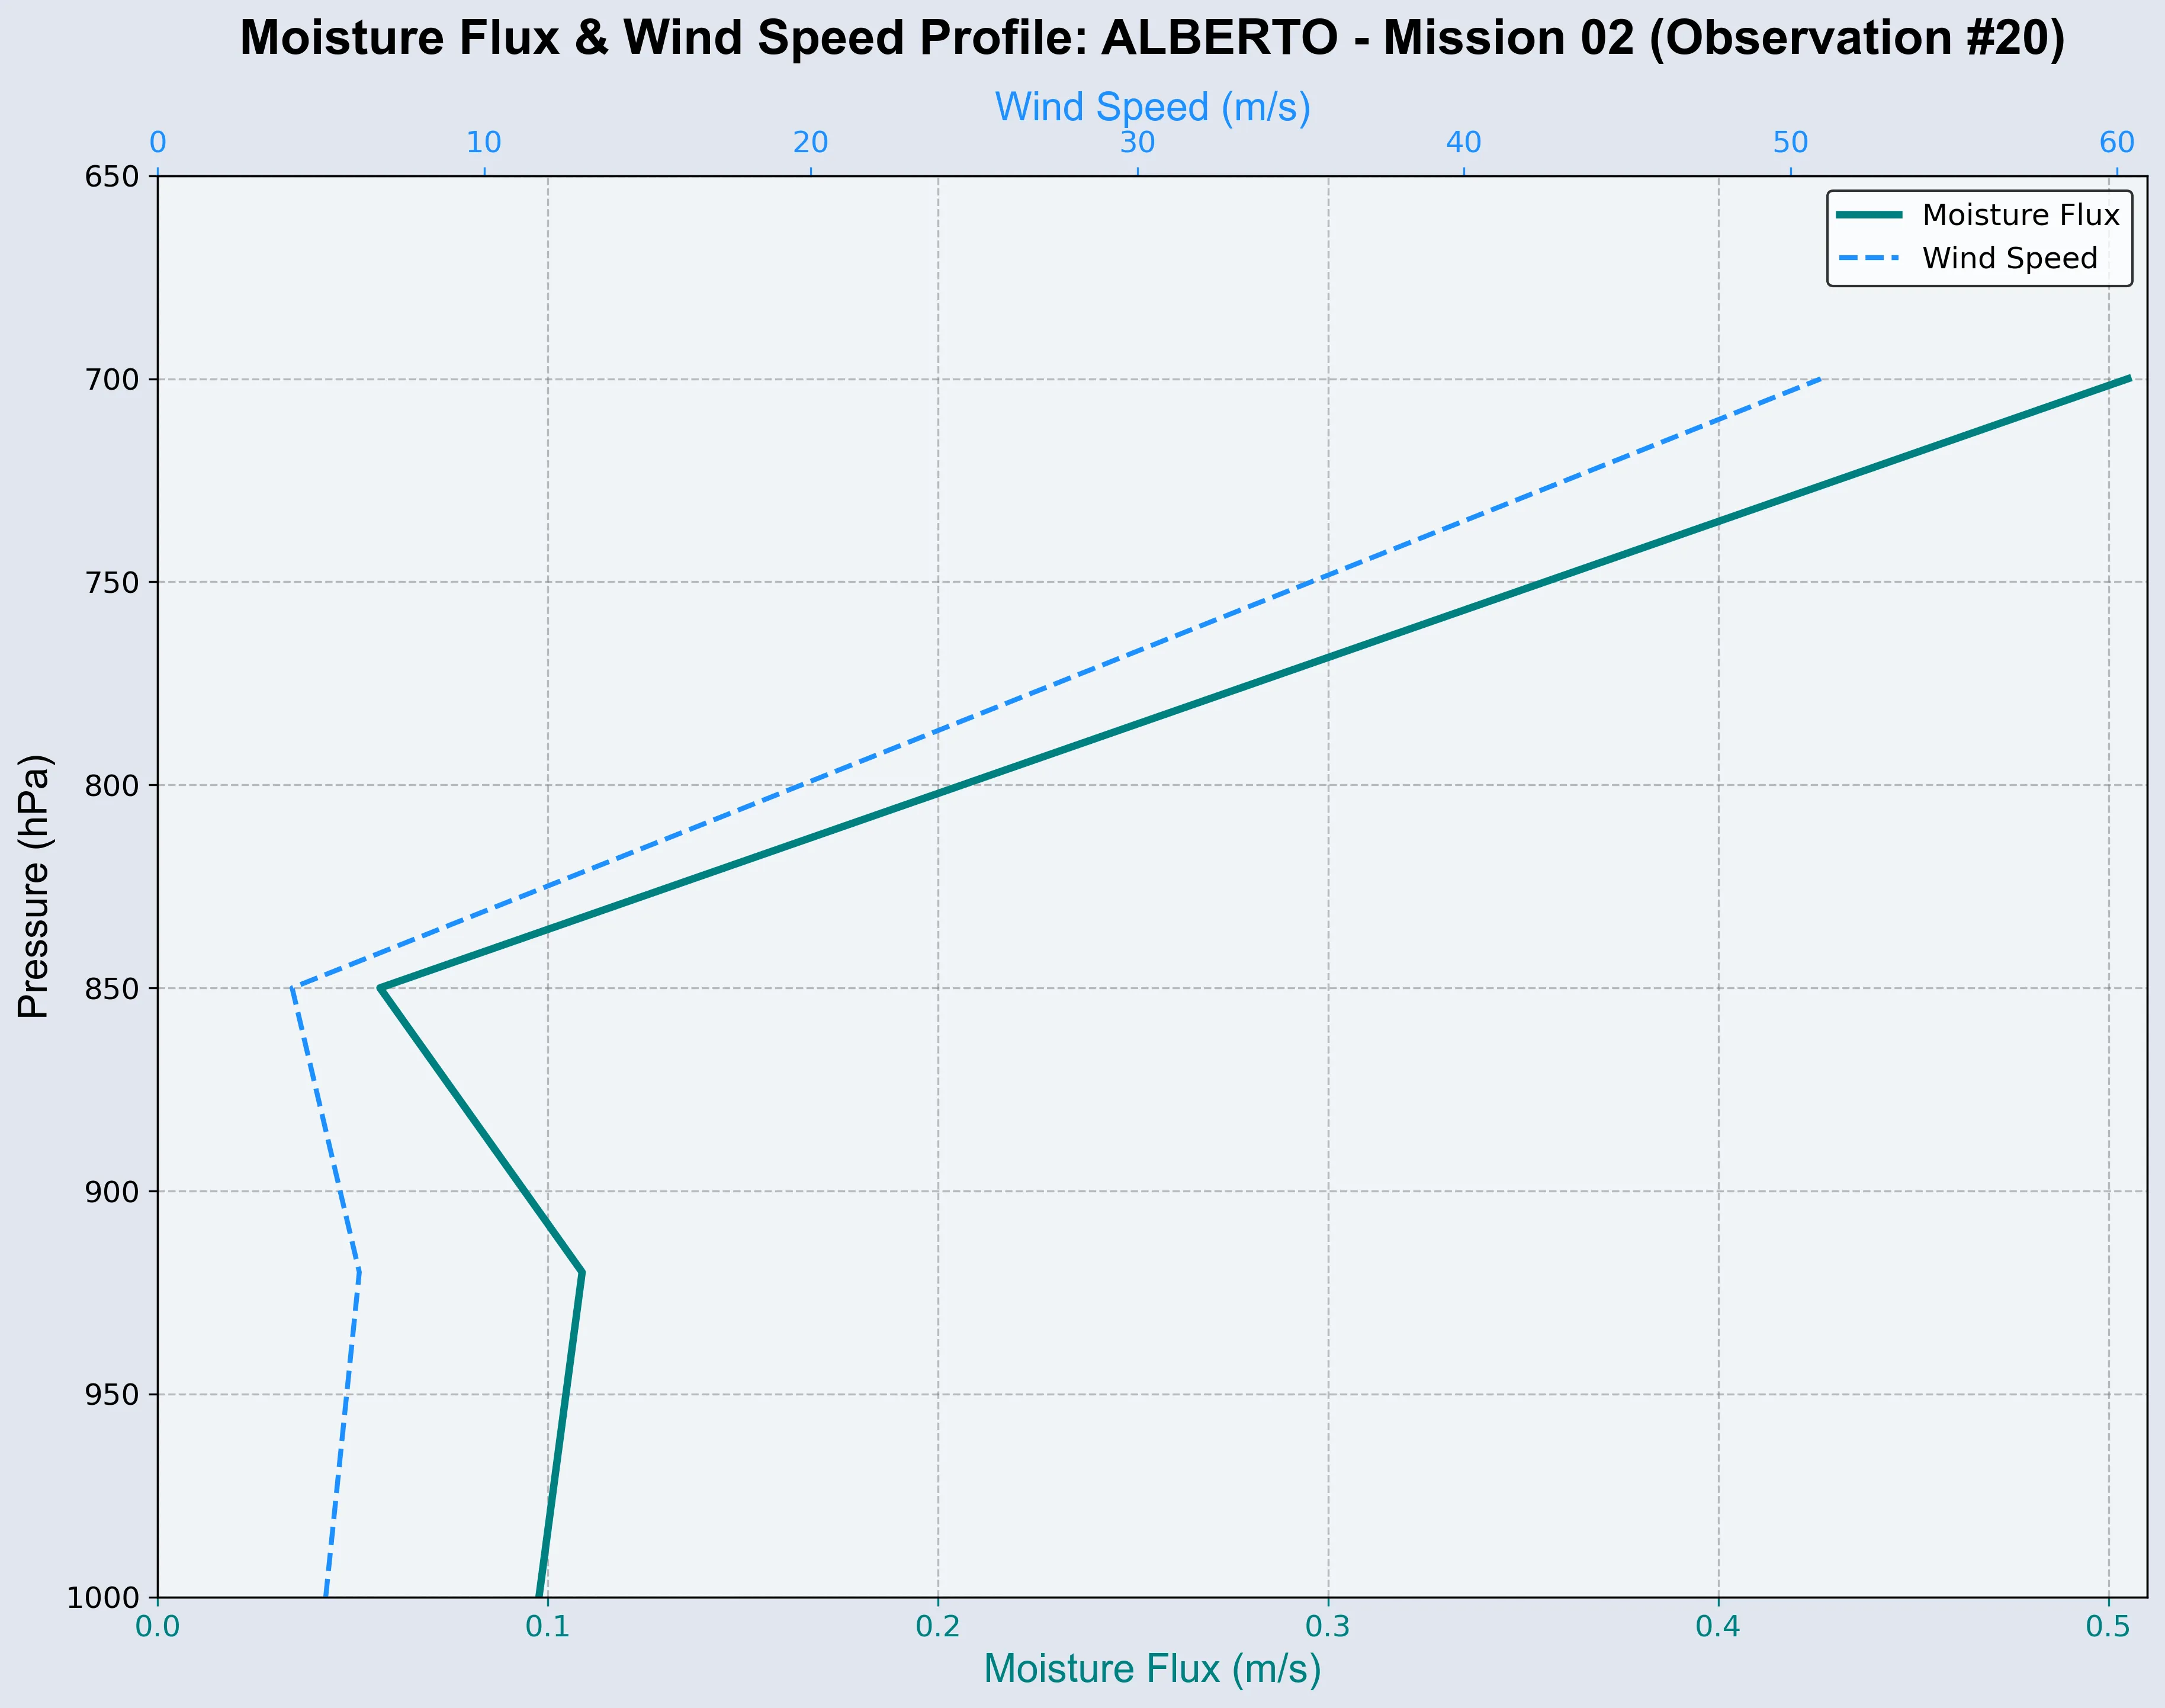 Moisture Flux & Wind Speed Profile: ALBERTO - Mission 02 (Observation #20)
Wind Speed (m/s)
0 10 20 30 40 50 60
Moisture Flux
Wind Speed
650
700
750
800
850
900
950
1000
Pressure (hPa)
0.0 0.1 0.2 0.3 0.4 0.5
Moisture Flux (m/s)